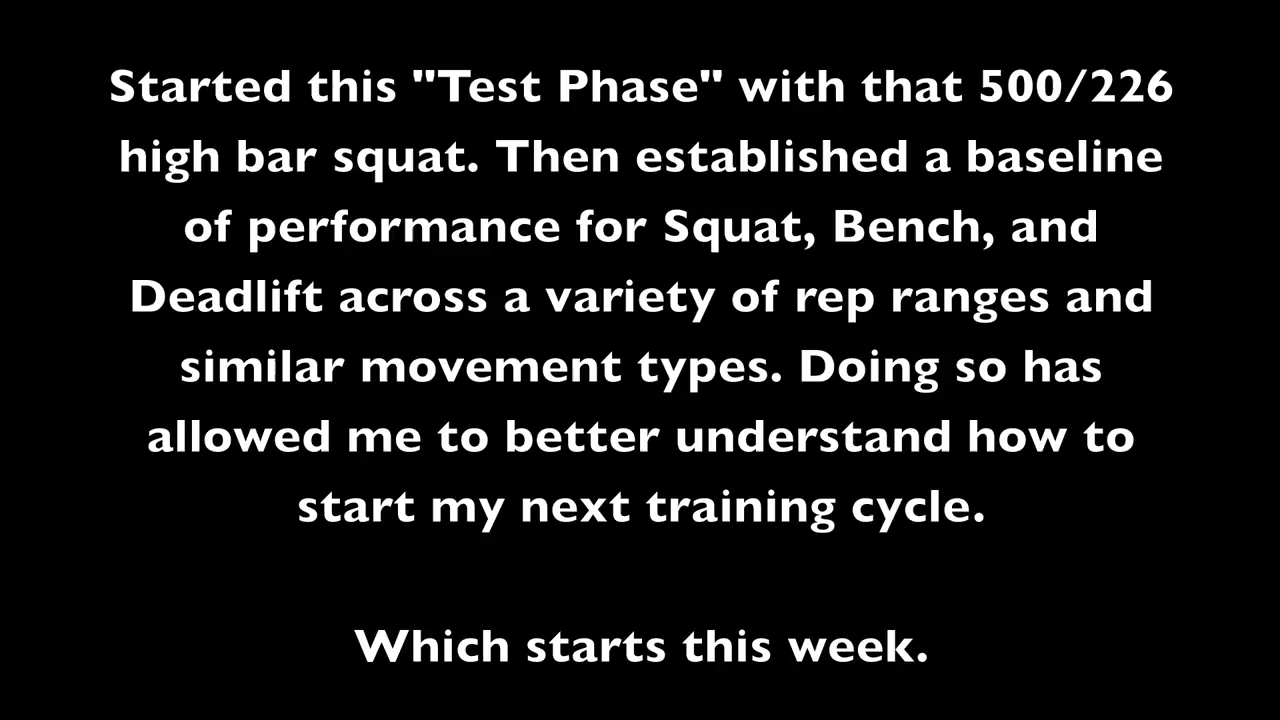 Started this "Test Phase" with that 500/226
high bar squat. Then established a baseline
of performance for Squat, Bench, and
Deadlift across a variety of rep ranges and
similar movement types. Doing so has
allowed me to better understand how to
start my next training cycle.
Which starts this week.